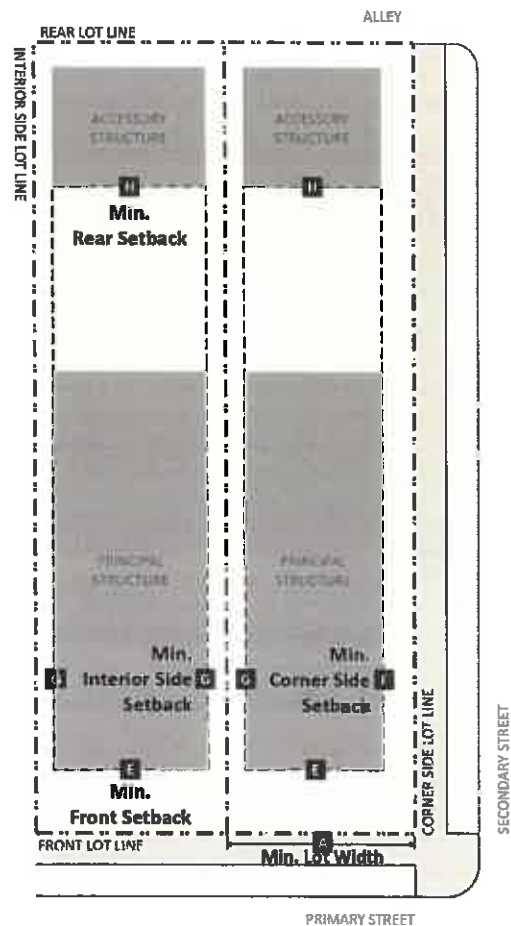 ALLEY
REAR LOT LINE
INTERIOR SIDE LOT LINE
ACCESSORY
STRUCTURE
ACCESSORY
STRUCTURE
H
H
Min.
Rear Setback
PRINCIPAL
STRUCTURE
PRINCIPAL
STRUCTURE
Min.
G Interior Side G
Setback
Min.
G Corner Side F
Setback
E
E
Min.
Front Setback
CORNER SIDE LOT LINE
SECONDARY STREET
FRONT LOT LINE
A
Min. Lot Width
PRIMARY STREET